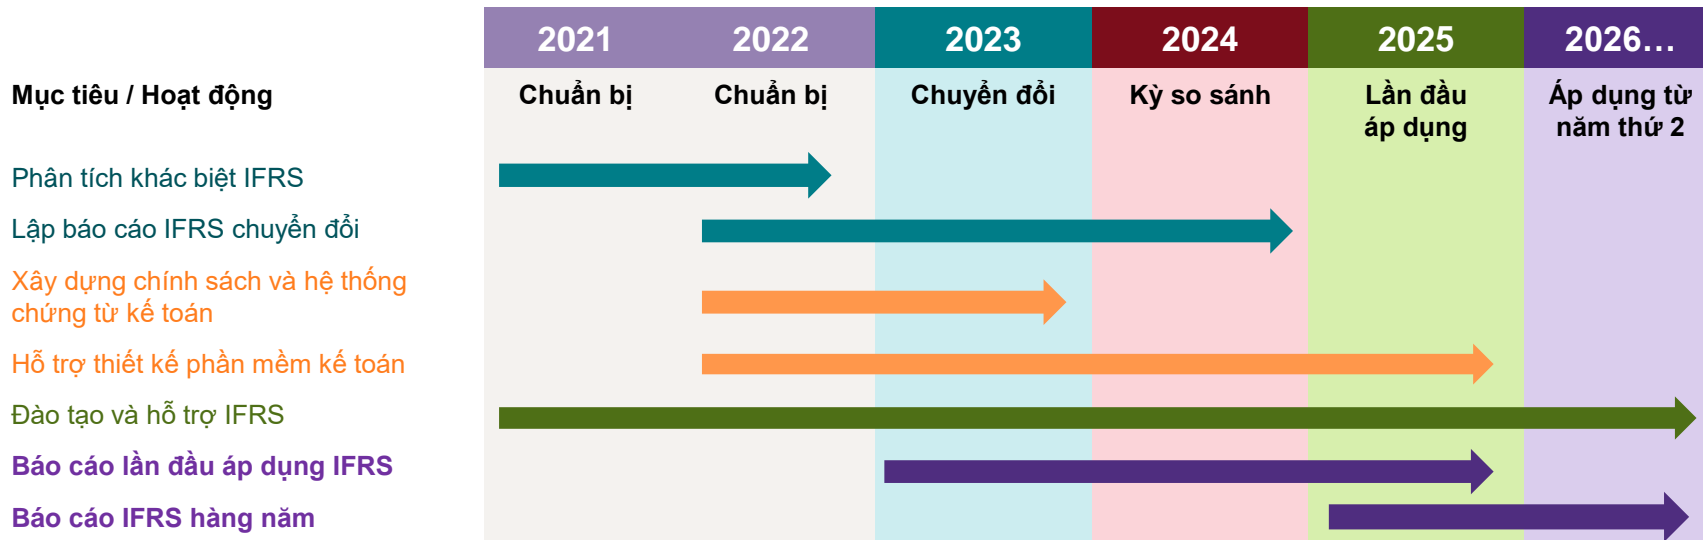 2021 2022 2023 2024 2025 2026…
Mục tiêu / Hoạt động Chuẩn bị Chuẩn bị Chuyển đổi Kỳ so sánh Lần đầu áp dụng Áp dụng từ năm thứ 2
Phân tích khác biệt IFRS
Lập báo cáo IFRS chuyển đổi
Xây dựng chính sách và hệ thống
chứng từ kế toán
Hỗ trợ thiết kế phần mềm kế toán
Đào tạo và hỗ trợ IFRS
Báo cáo lần đầu áp dụng IFRS
Báo cáo IFRS hàng năm